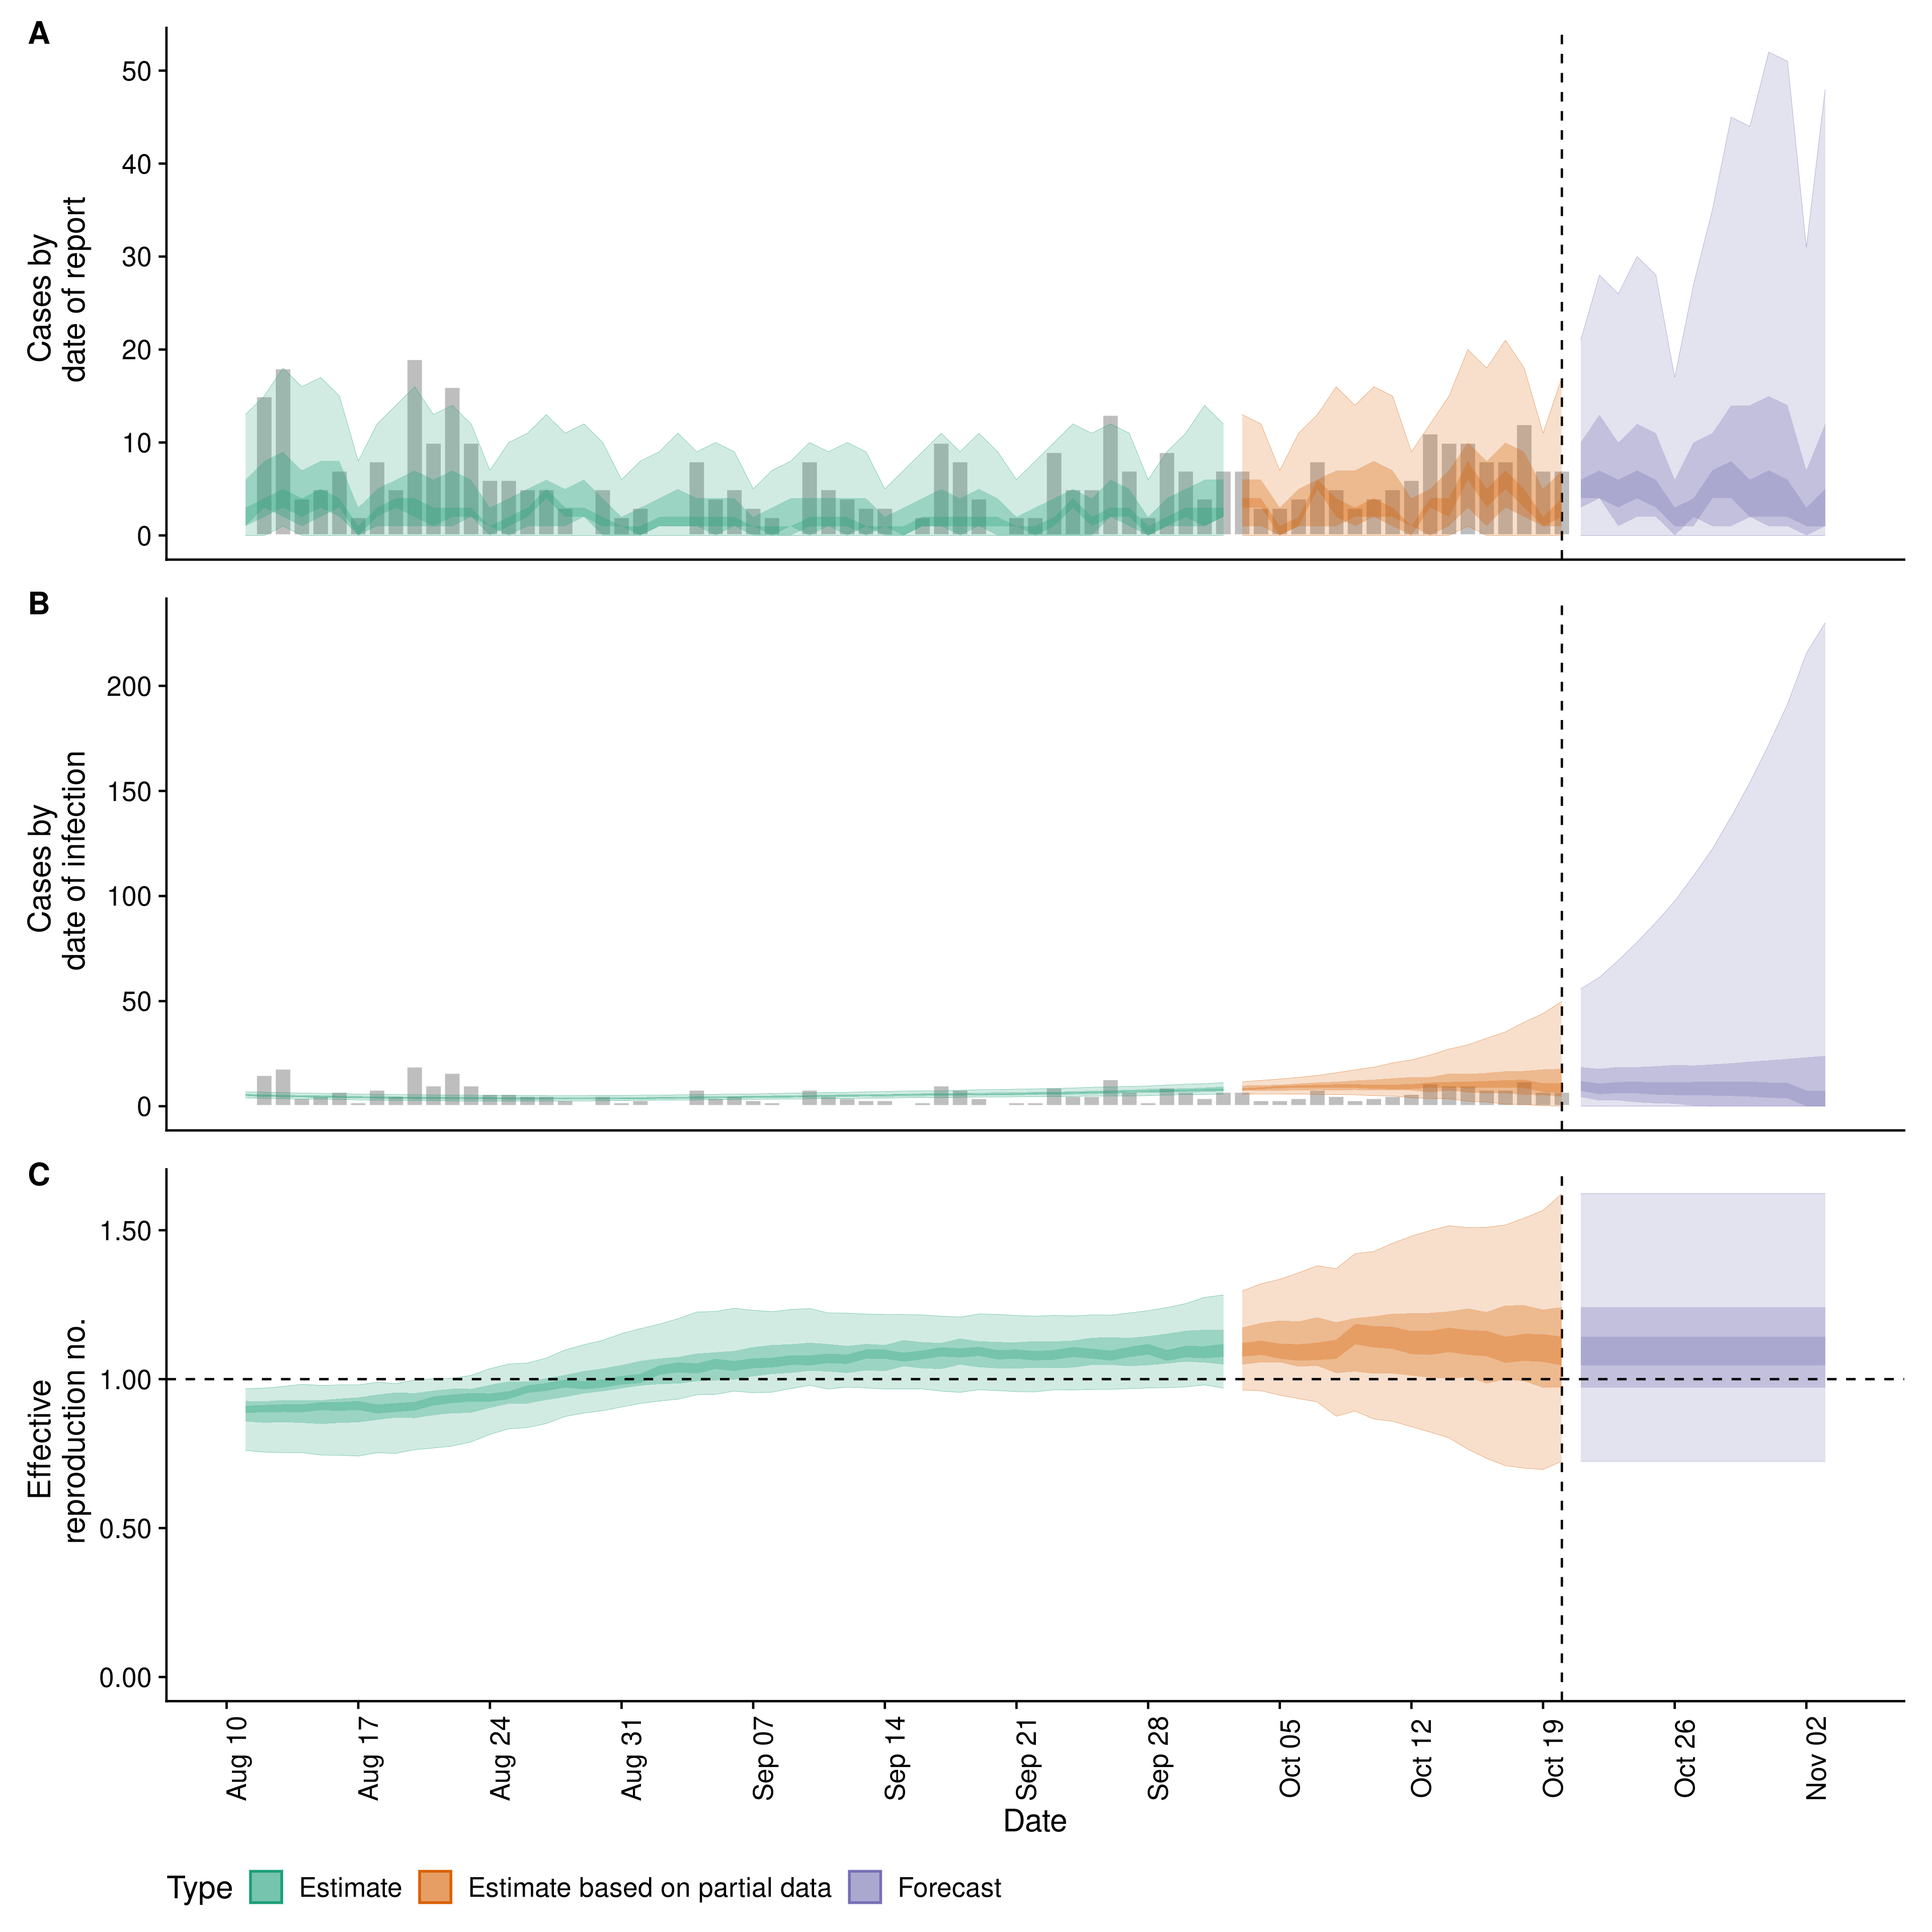 A
50
40
30
20
10
0
Cases by
date of report
B
200
150
100
50
0
Cases by
date of infection
C
1.50
1.00
0.50
0.00
Effective
reproduction no.
Aug 10
Aug 17
Aug 24
Aug 31
Sep 07
Sep 14
Sep 21
Sep 28
Oct 05
Oct 12
Oct 19
Oct 26
Nov 02
Date
Type Estimate Estimate based on partial data Forecast